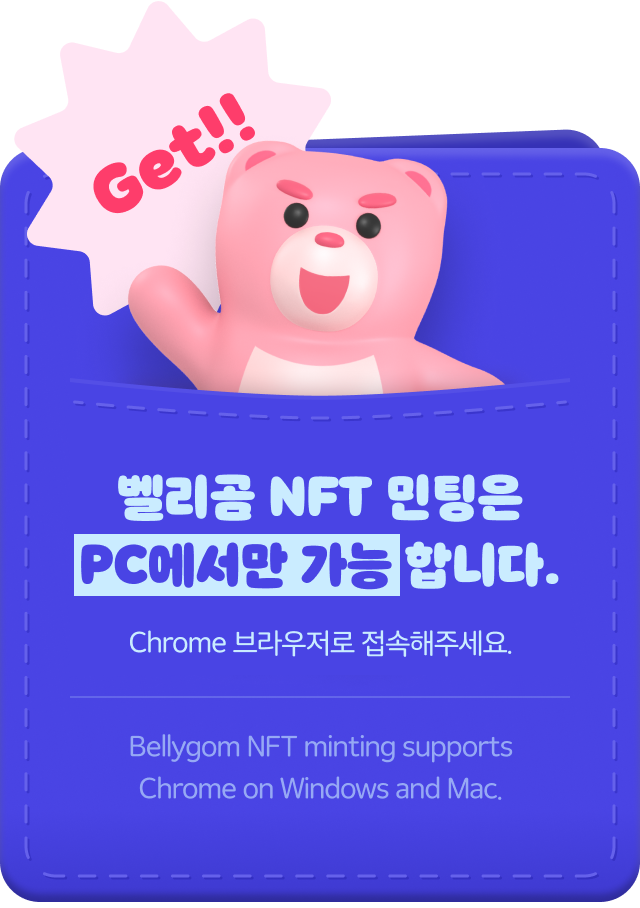 Get!!
벨리곰 NFT 민팅은
PC에서만 가능합니다.
Chrome 브라우저로 접속해주세요.
Bellygom NFT minting supports
Chrome on Windows and Mac.